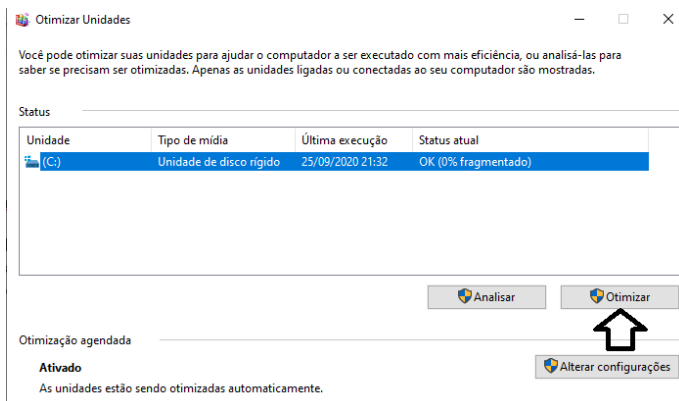 Otimizar Unidades
Você pode otimizar suas unidades para ajudar o computador a ser executado com mais eficiência, ou analisá-las para
saber se precisam ser otimizadas. Apenas as unidades ligadas ou conectadas ao seu computador são mostradas.
Status
Unidade Tipo de mídia Última execução Status atual
(C:) Unidade de disco rígido 25/09/2020 21:32 OK (0% fragmentado)
Analisar Otimizar
Otimização agendada
Ativado Alterar configurações
As unidades estão sendo otimizadas automaticamente.